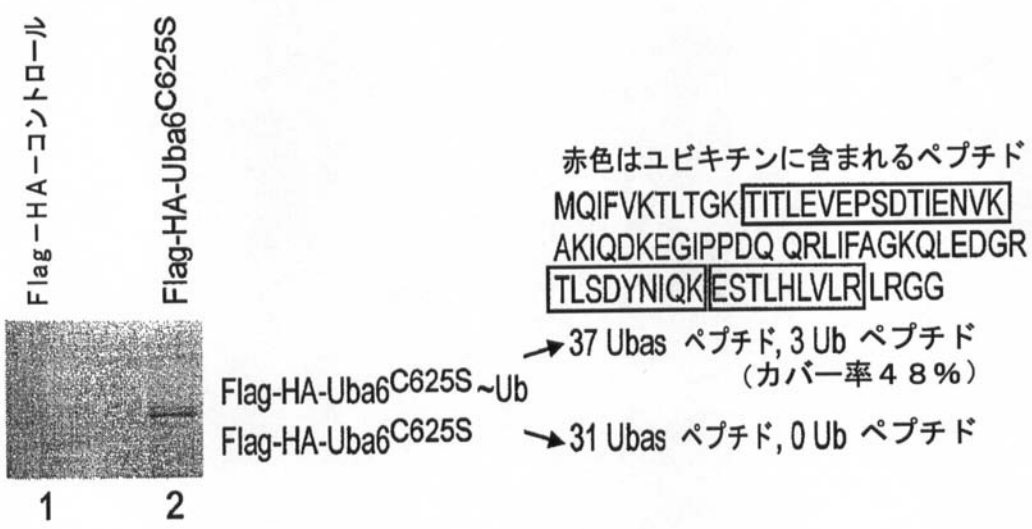 Flag－HA－コントロール
Flag-HA-Uba6C625S
赤色はユビキチンに含まれるペプチド
MQIFVKTLTGKTITLEVEPSDTIENVK
AKIQDKEGIPPDQ QRLIFAGKQLEDGR
TLSDYNIQKESTLHLVLRLRGG
37 Ubas ペプチド, 3 Ub ペプチド
（カバー率４８％）
Flag-HA-Uba6C625S~Ub
Flag-HA-Uba6C625S
31 Ubas ペプチド, 0 Ub ペプチド
1
2